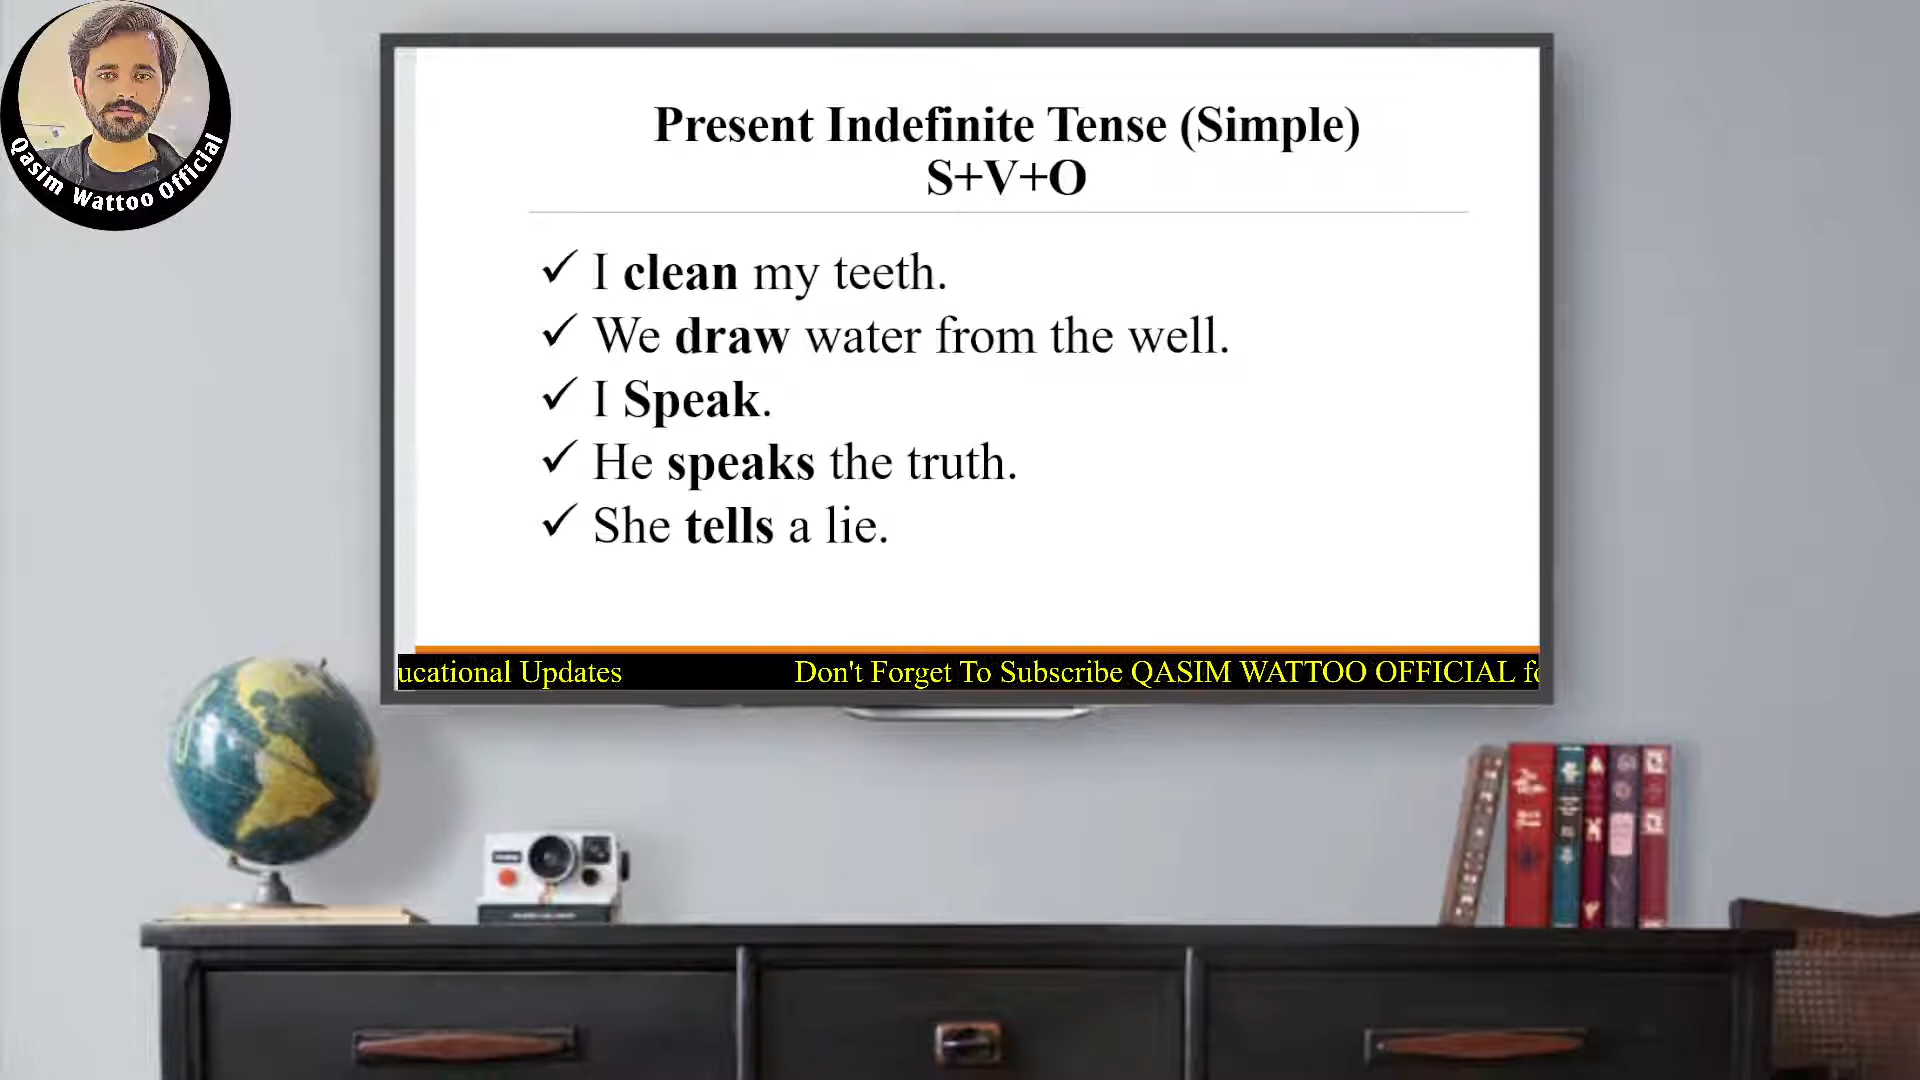 Qasim Wattoo Official
Present Indefinite Tense (Simple)
S+V+O
✓ I clean my teeth.
✓ We draw water from the well.
✓ I Speak.
✓ He speaks the truth.
✓ She tells a lie.
ucational Updates Don't Forget To Subscribe QASIM WATTOO OFFICIAL fo